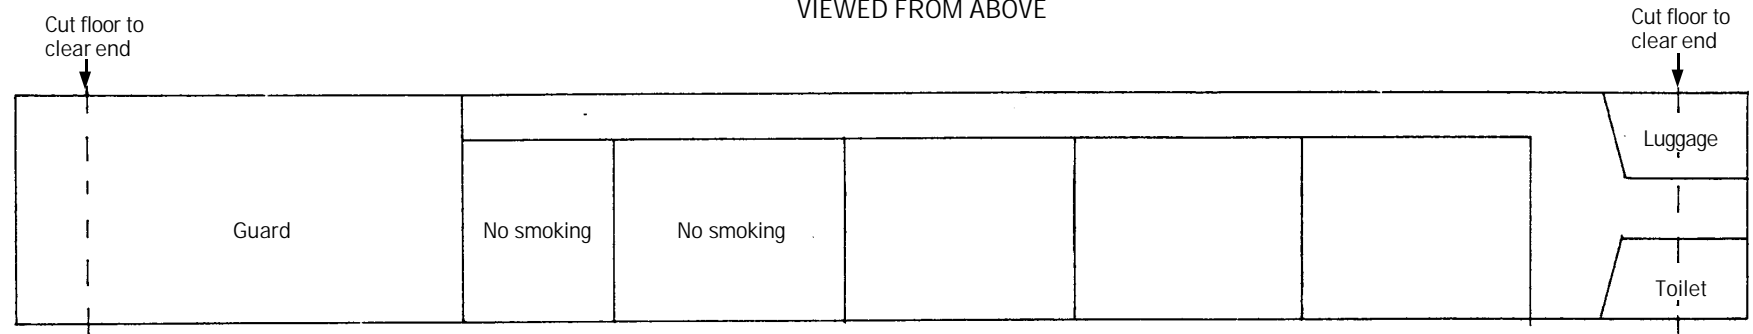 VIEWED FROM ABOVE
Cut floor to
clear end
Cut floor to
clear end
Luggage
Guard
No smoking
No smoking
Toilet